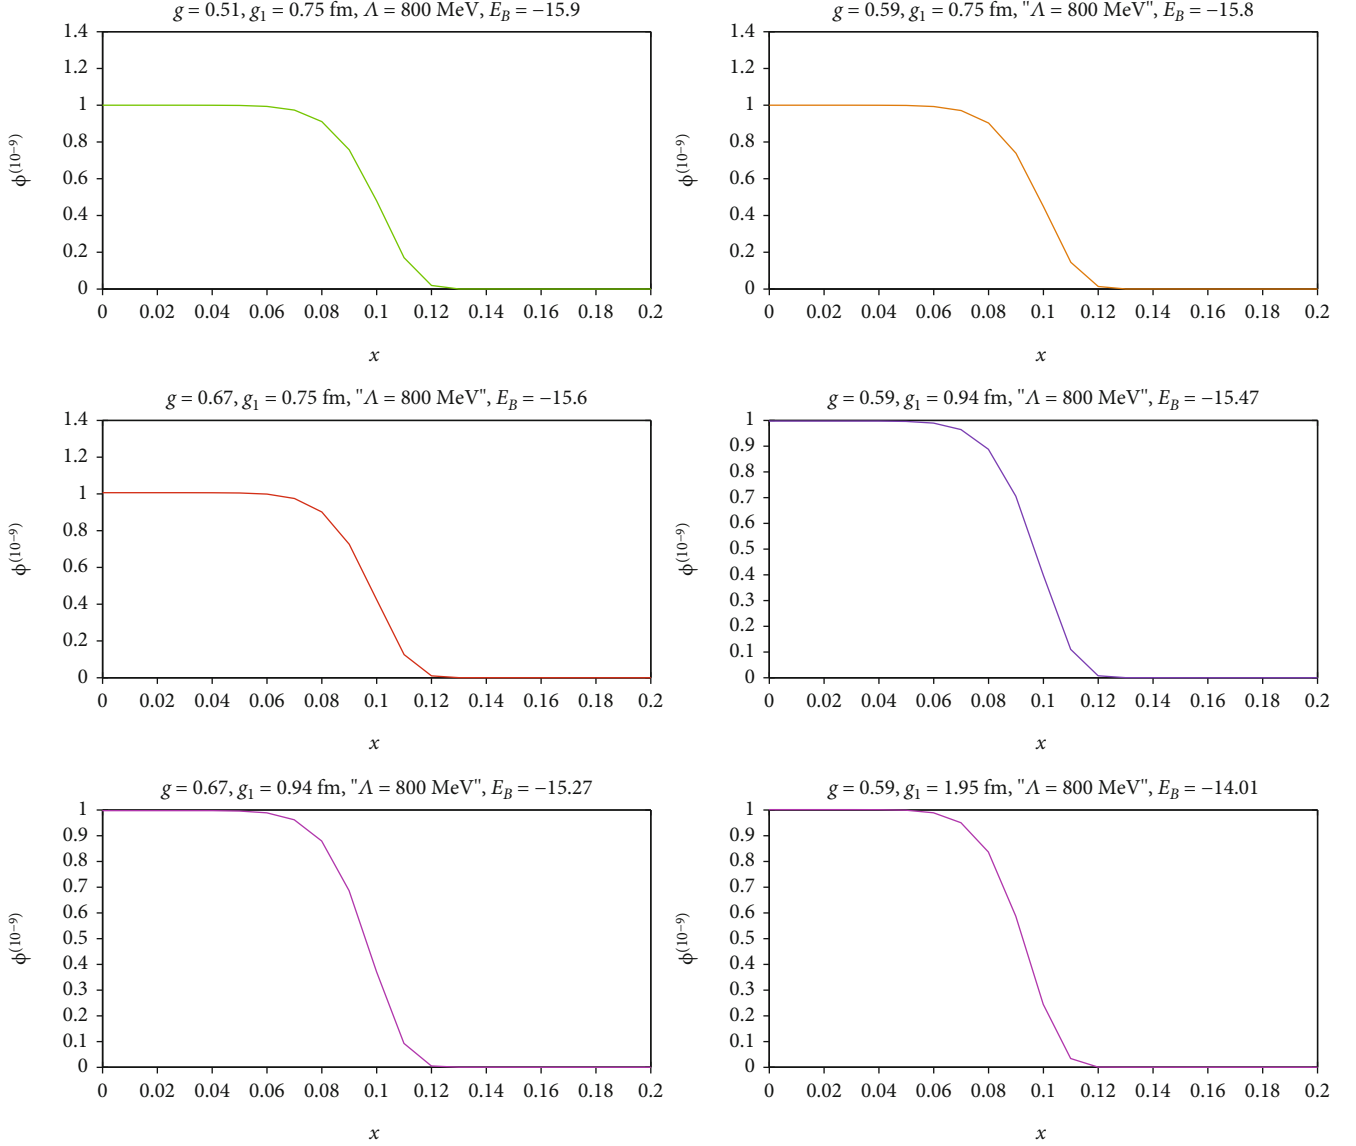 g = 0.51, g₁ = 0.75 fm, Λ = 800 MeV, E_B = −15.9
1.4
1.2
1
0.8
0.6
0.4
0.2
0
ϕ(10−9)
0 0.02 0.04 0.06 0.08 0.1 0.12 0.14 0.16 0.18 0.2
x
g = 0.59, g₁ = 0.75 fm, "Λ = 800 MeV", E_B = −15.8
1.4
1.2
1
0.8
0.6
0.4
0.2
0
ϕ(10−9)
0 0.02 0.04 0.06 0.08 0.1 0.12 0.14 0.16 0.18 0.2
x
g = 0.67, g₁ = 0.75 fm, "Λ = 800 MeV", E_B = −15.6
1.4
1.2
1
0.8
0.6
0.4
0.2
0
ϕ(10−9)
0 0.02 0.04 0.06 0.08 0.1 0.12 0.14 0.16 0.18 0.2
x
g = 0.59, g₁ = 0.94 fm, "Λ = 800 MeV", E_B = −15.47
1
0.9
0.8
0.7
0.6
0.5
0.4
0.3
0.2
0.1
0
ϕ(10−9)
0 0.02 0.04 0.06 0.08 0.1 0.12 0.14 0.16 0.18 0.2
x
g = 0.67, g₁ = 0.94 fm, "Λ = 800 MeV", E_B = −15.27
1
0.9
0.8
0.7
0.6
0.5
0.4
0.3
0.2
0.1
0
ϕ(10−9)
0 0.02 0.04 0.06 0.08 0.1 0.12 0.14 0.16 0.18 0.2
x
g = 0.59, g₁ = 1.95 fm, "Λ = 800 MeV", E_B = −14.01
1
0.9
0.8
0.7
0.6
0.5
0.4
0.3
0.2
0.1
0
ϕ(10−9)
0 0.02 0.04 0.06 0.08 0.1 0.12 0.14 0.16 0.18 0.2
x